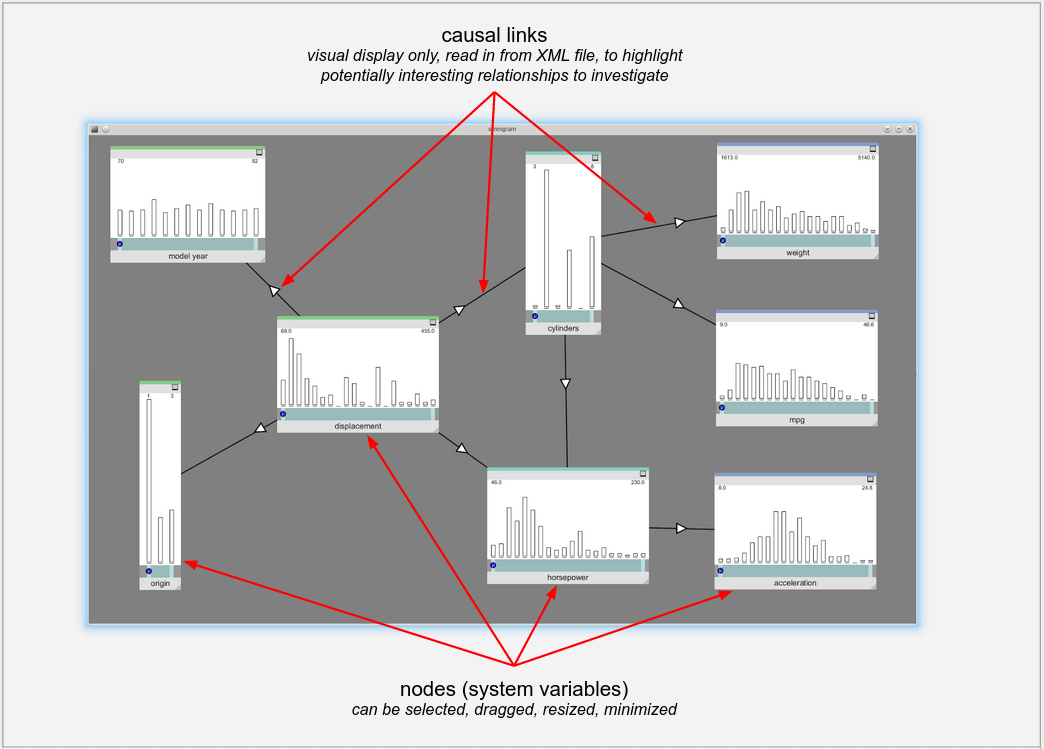 causal links
visual display only, read in from XML file, to highlight
potentially interesting relationships to investigate
omnigram
70 82
model year
3 8
cylinders
1613.0 5140.0
weight
68.0 455.0
displacement
9.0 46.6
mpg
1 3
origin
46.0 230.0
horsepower
8.0 24.8
acceleration
nodes (system variables)
can be selected, dragged, resized, minimized